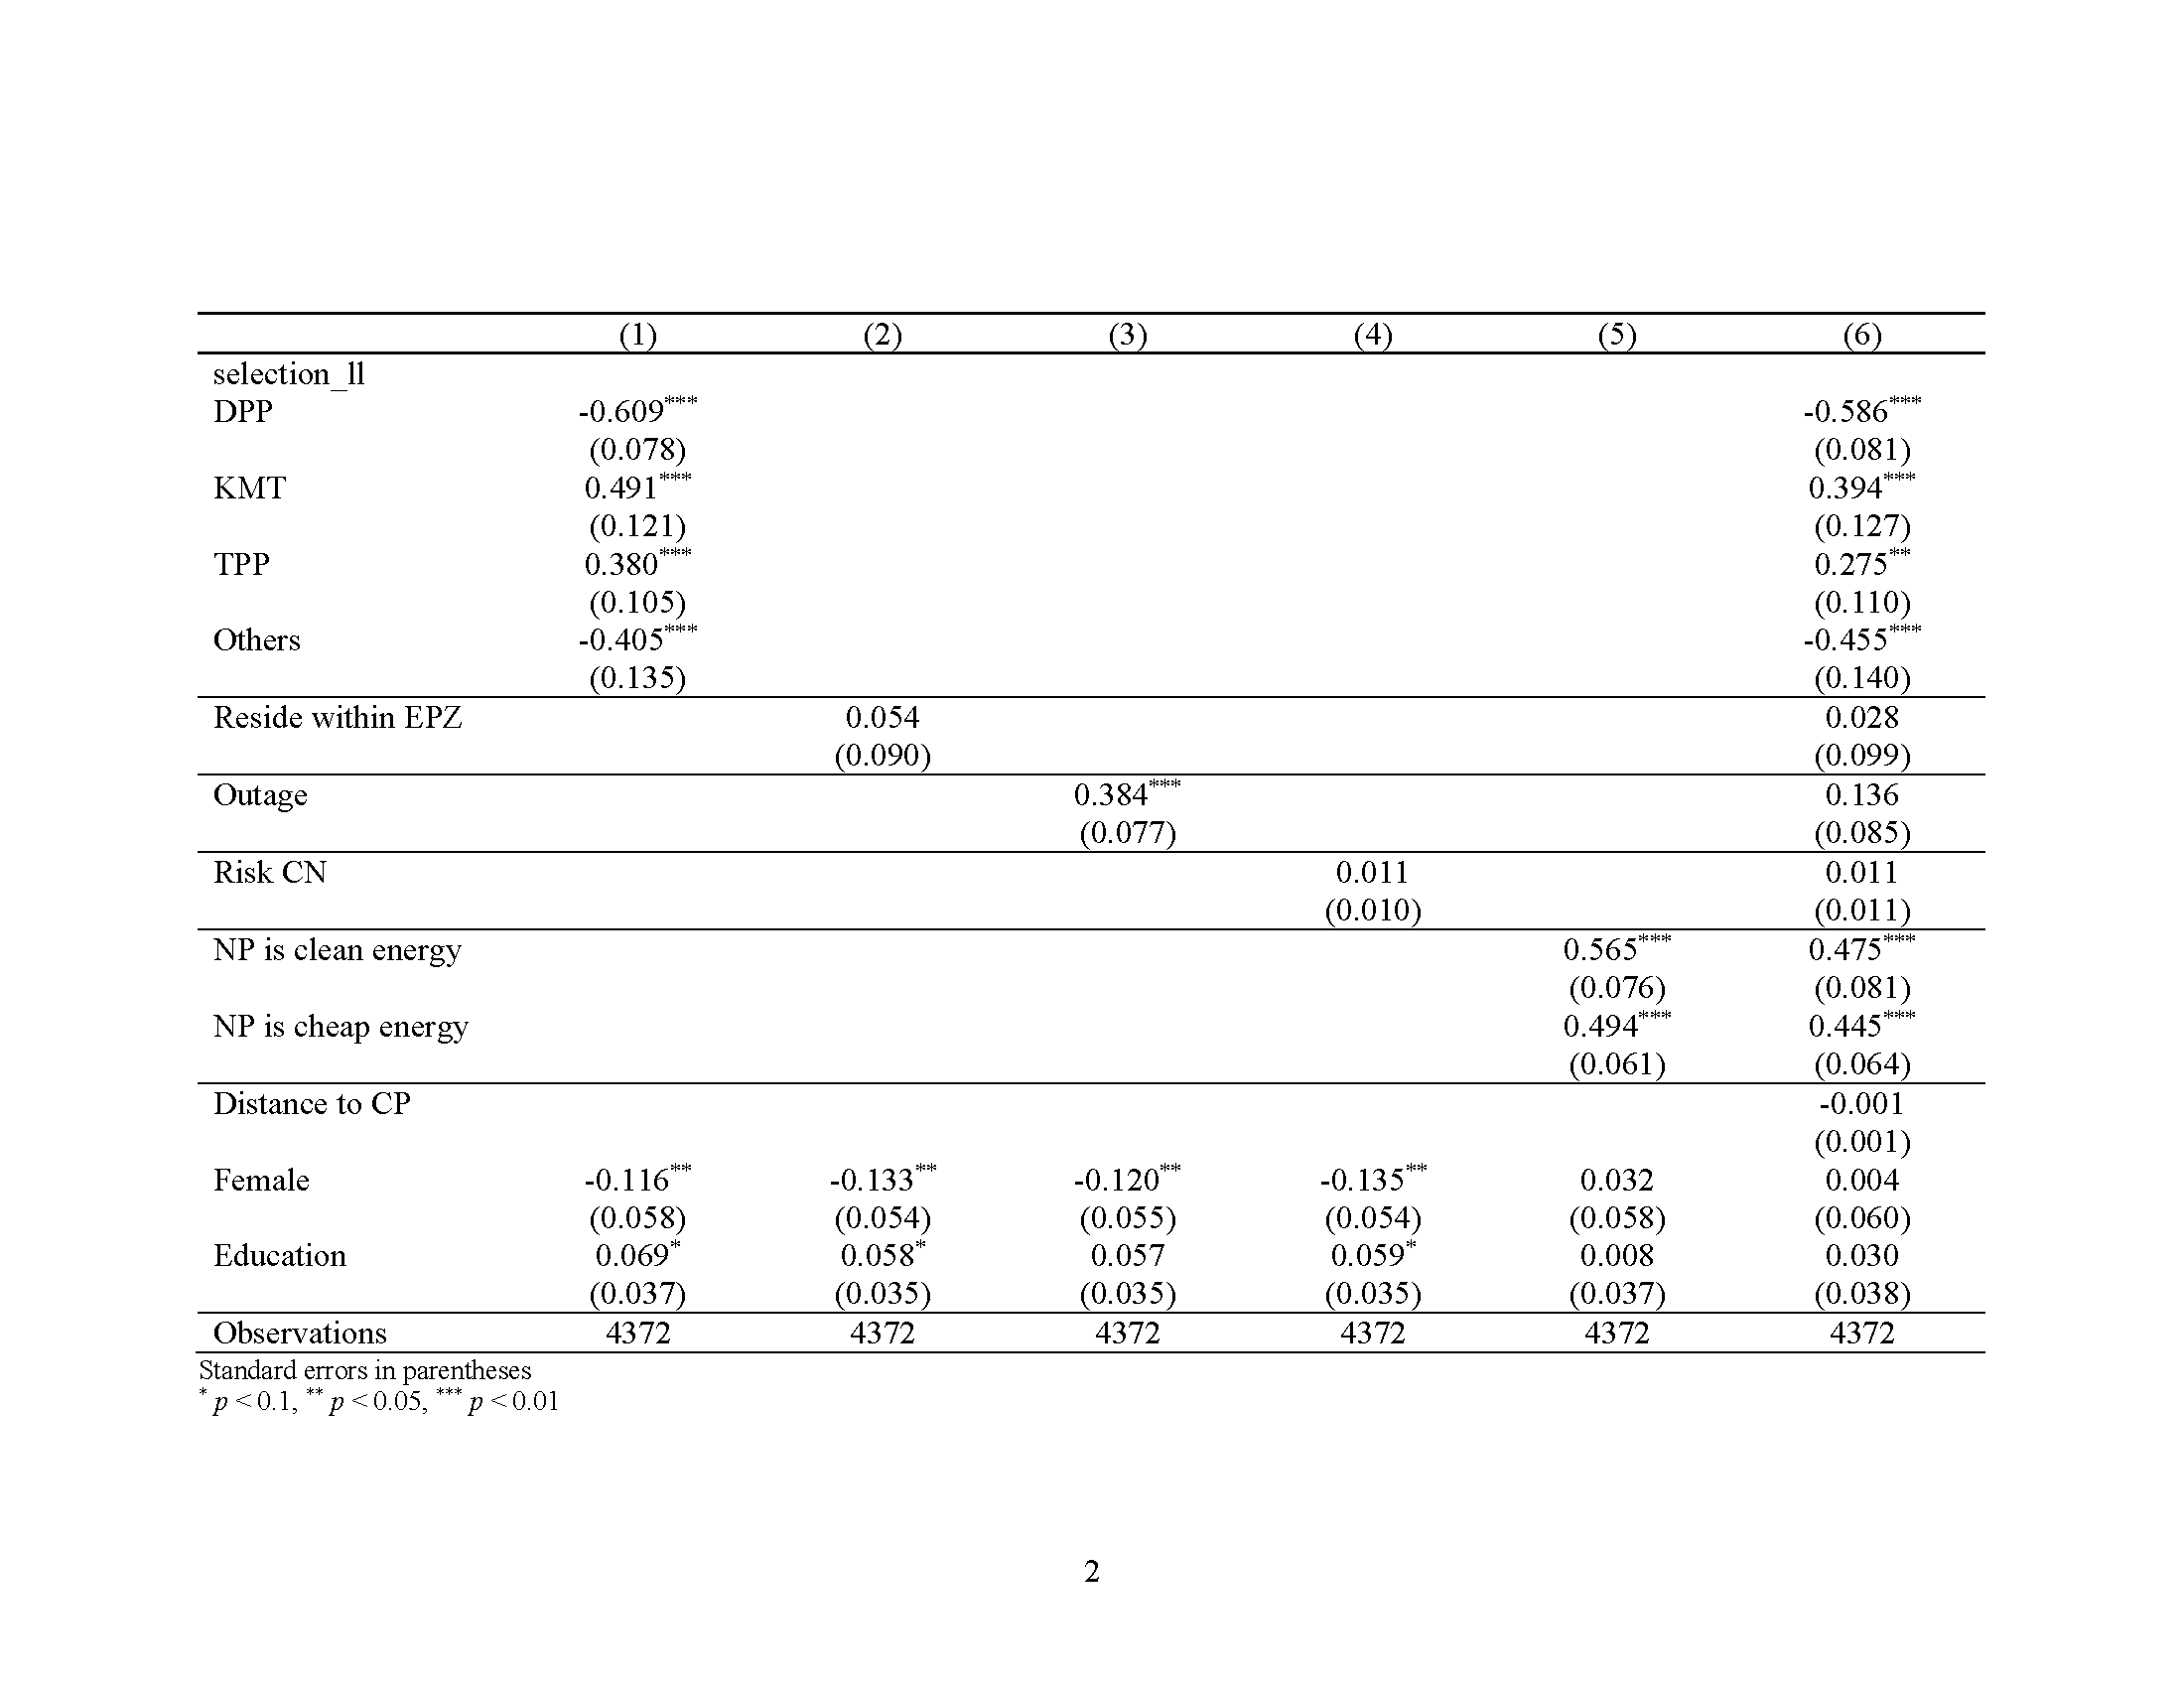 (1) (2) (3) (4) (5) (6)
selection_ll
DPP -0.609*** -0.586***
(0.078) (0.081)
KMT 0.491*** 0.394***
(0.121) (0.127)
TPP 0.380*** 0.275**
(0.105) (0.110)
Others -0.405*** -0.455***
(0.135) (0.140)
Reside within EPZ 0.054 0.028
(0.090) (0.099)
Outage 0.384*** 0.136
(0.077) (0.085)
Risk CN 0.011 0.011
(0.010) (0.011)
NP is clean energy 0.565*** 0.475***
(0.076) (0.081)
NP is cheap energy 0.494*** 0.445***
(0.061) (0.064)
Distance to CP -0.001
(0.001)
Female -0.116** -0.133** -0.120** -0.135** 0.032 0.004
(0.058) (0.054) (0.055) (0.054) (0.058) (0.060)
Education 0.069* 0.058* 0.057 0.059* 0.008 0.030
(0.037) (0.035) (0.035) (0.035) (0.037) (0.038)
Observations 4372 4372 4372 4372 4372 4372
Standard errors in parentheses
* p < 0.1, ** p < 0.05, *** p < 0.01
2